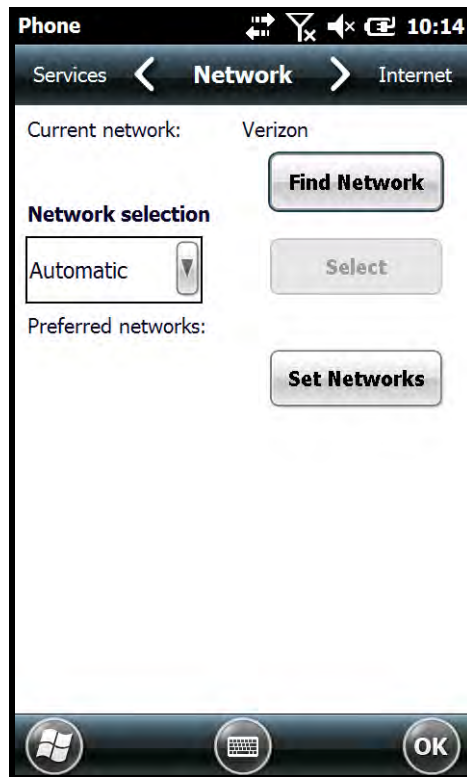 Phone 10:14
Services Network Internet
Current network: Verizon
Find Network
Network selection
Automatic Select
Preferred networks:
Set Networks
OK